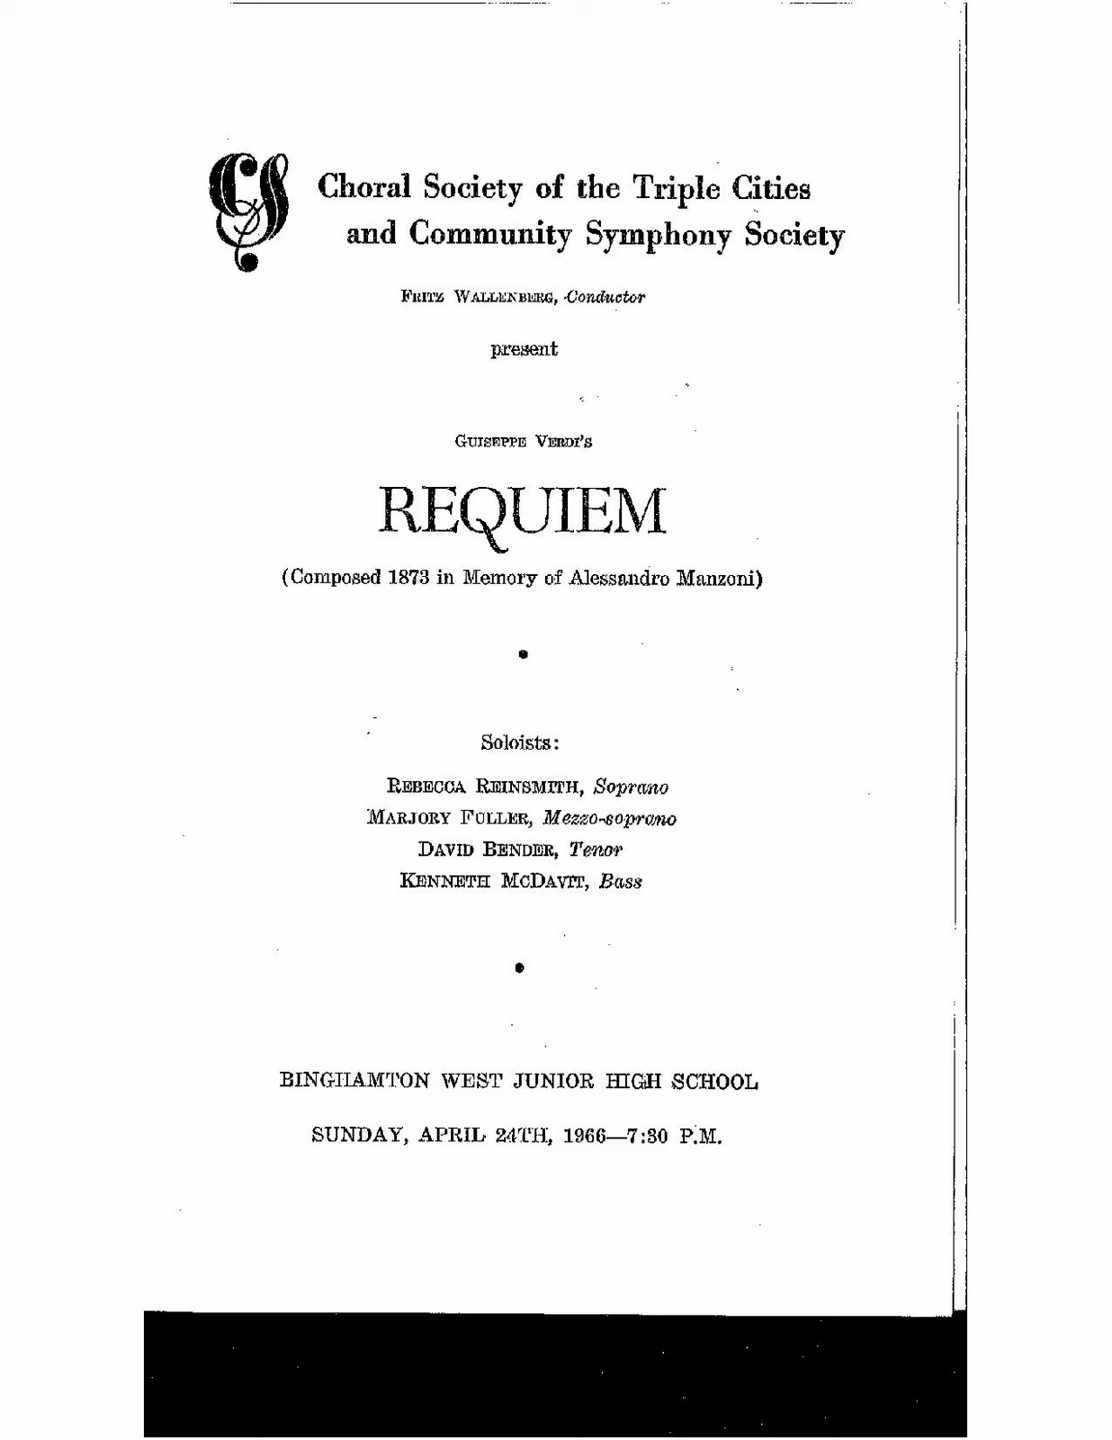 CS
Choral Society of the Triple Cities
and Community Symphony Society
FRITZ WALLENBERG, Conductor
present
GUISEPPE VERDI'S
REQUIEM
(Composed 1873 in Memory of Alessandro Manzoni)
Soloists:
REBECCA REINSMITH, Soprano
MARJORY FULLER, Mezzo-soprano
DAVID BENDER, Tenor
KENNETH MCDAVIT, Bass
BINGHAMTON WEST JUNIOR HIGH SCHOOL
SUNDAY, APRIL 24TH, 1966—7:30 P.M.